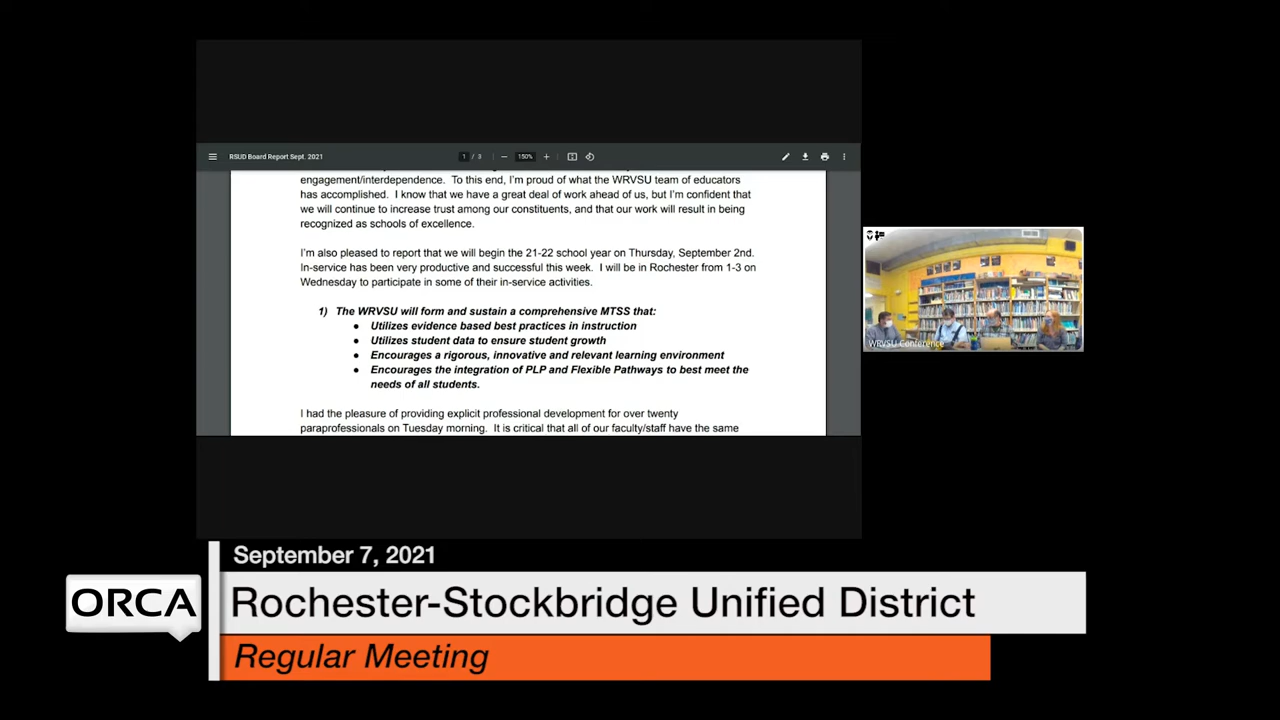 RSUD Board Report Sept. 2021
1 / 3
150%
engagement/interdependence. To this end, I'm proud of what the WRVSU team of educators
has accomplished. I know that we have a great deal of work ahead of us, but I'm confident that
we will continue to increase trust among our constituents, and that our work will result in being
recognized as schools of excellence.
I'm also pleased to report that we will begin the 21-22 school year on Thursday, September 2nd.
In-service has been very productive and successful this week. I will be in Rochester from 1-3 on
Wednesday to participate in some of their in-service activities.
1) The WRVSU will form and sustain a comprehensive MTSS that:
● Utilizes evidence based best practices in instruction
● Utilizes student data to ensure student growth
● Encourages a rigorous, innovative and relevant learning environment
● Encourages the integration of PLP and Flexible Pathways to best meet the
needs of all students.
I had the pleasure of providing explicit professional development for over twenty
paraprofessionals on Tuesday morning. It is critical that all of our faculty/staff have the same
WRVSU Conference
September 7, 2021
ORCA
Rochester-Stockbridge Unified District
Regular Meeting